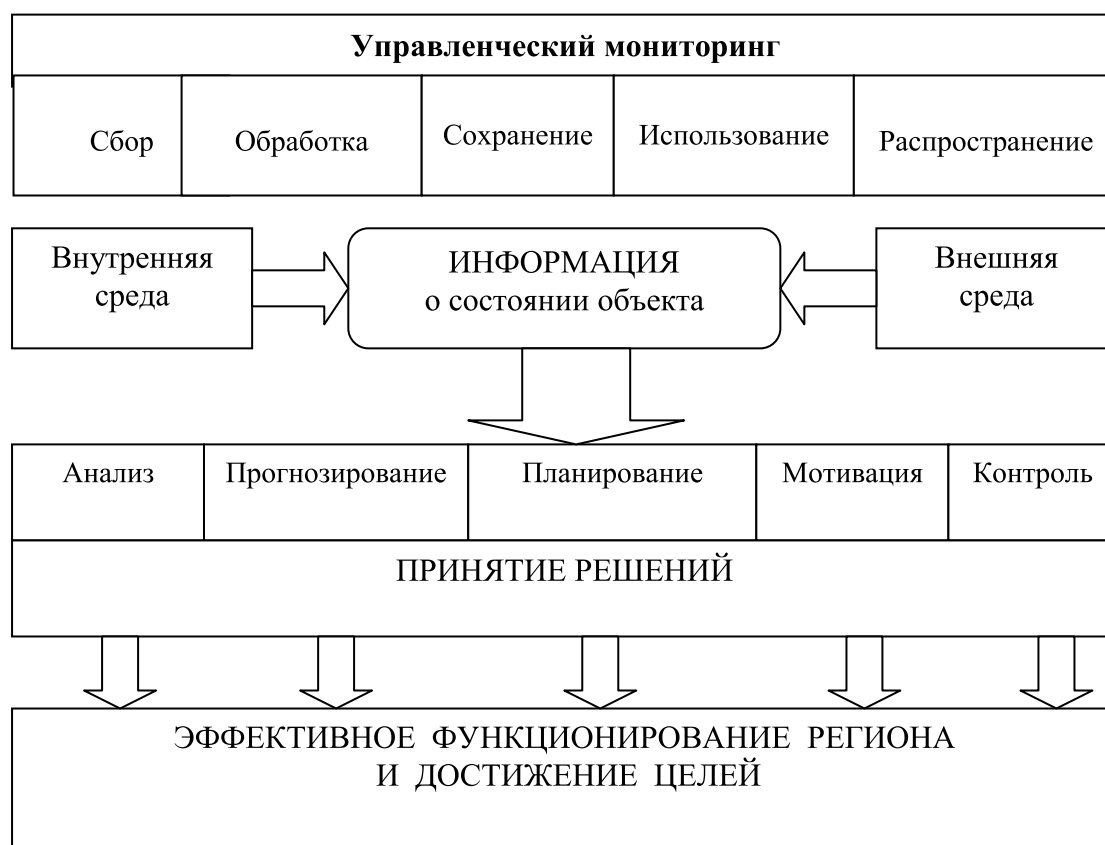 Управленческий мониторинг
Сбор
Обработка
Сохранение
Использование
Распространение
Внутренняя
среда
ИНФОРМАЦИЯ
о состоянии объекта
Внешняя
среда
Анализ
Прогнозирование
Планирование
Мотивация
Контроль
ПРИНЯТИЕ РЕШЕНИЙ
ЭФФЕКТИВНОЕ ФУНКЦИОНИРОВАНИЕ РЕГИОНА
И ДОСТИЖЕНИЕ ЦЕЛЕЙ